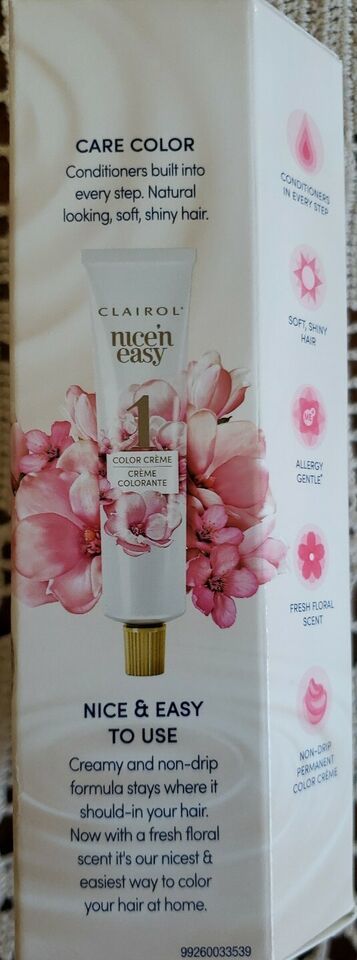 CARE COLOR
Conditioners built into
every step. Natural
looking, soft, shiny hair.
CLAIROL®
nice'n
easy
1
COLOR CRÈME
CRÈME
COLORANTE
NICE & EASY
TO USE
Creamy and non-drip
formula stays where it
should-in your hair.
Now with a fresh floral
scent it's our nicest &
easiest way to color
your hair at home.
99260033539
CONDITIONERS
IN EVERY STEP
SOFT, SHINY
HAIR
ME+
ALLERGY
GENTLE*
FRESH FLORAL
SCENT
NON-DRIP
PERMANENT
COLOR CRÈME